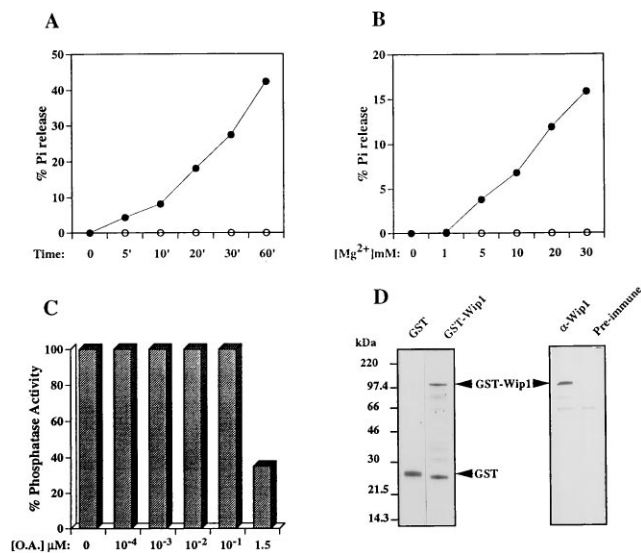 A
50
40
30
20
10
0
% Pi release
Time: 0 5' 10' 20' 30' 60'
B
20
15
10
5
0
% Pi release
[Mg²⁺]mM 0 1 5 10 20 30
C
100
80
60
40
20
0
% Phosphatase Activity
[O.A.] μM: 0 10⁻⁴ 10⁻³ 10⁻² 10⁻¹ 1.5
D
GST GST-Wip1 α-Wip1 Pre-immune
kDa
220
97.4
66
46
30
21.5
14.3
GST-Wip1
GST